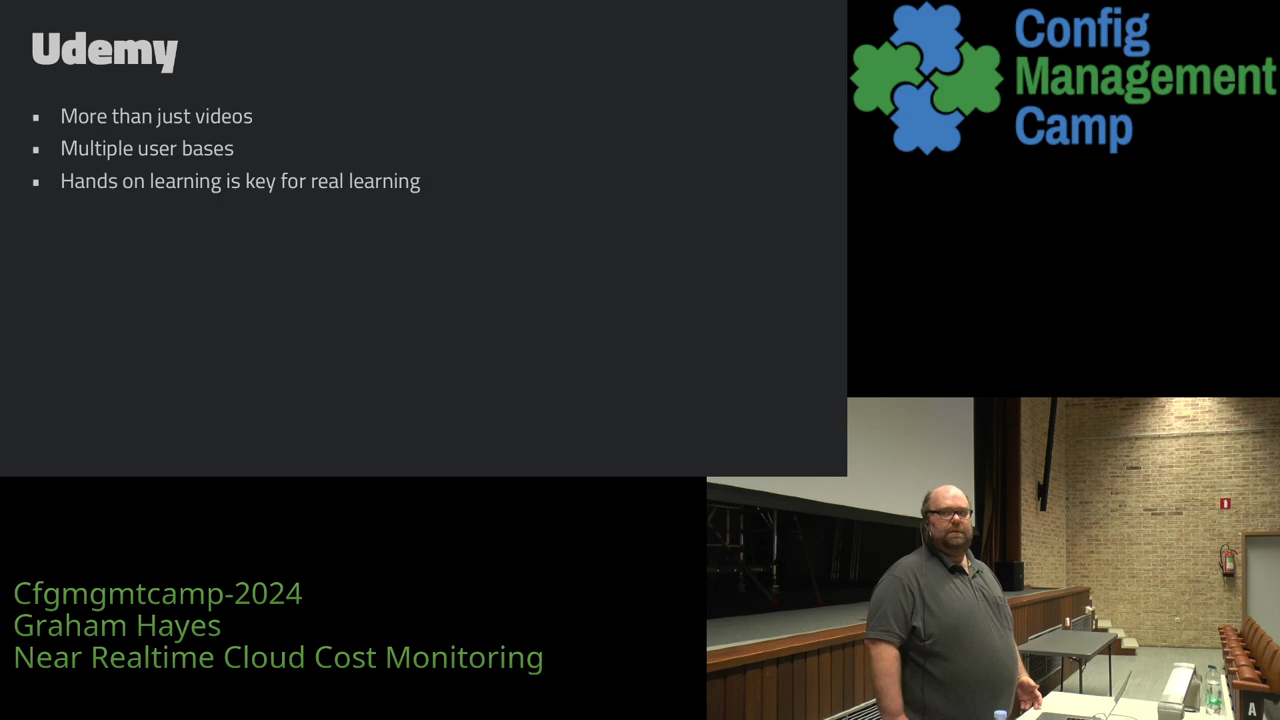 Udemy
More than just videos
Multiple user bases
Hands on learning is key for real learning
Config
Management
Camp
Cfgmgmtcamp-2024
Graham Hayes
Near Realtime Cloud Cost Monitoring
A